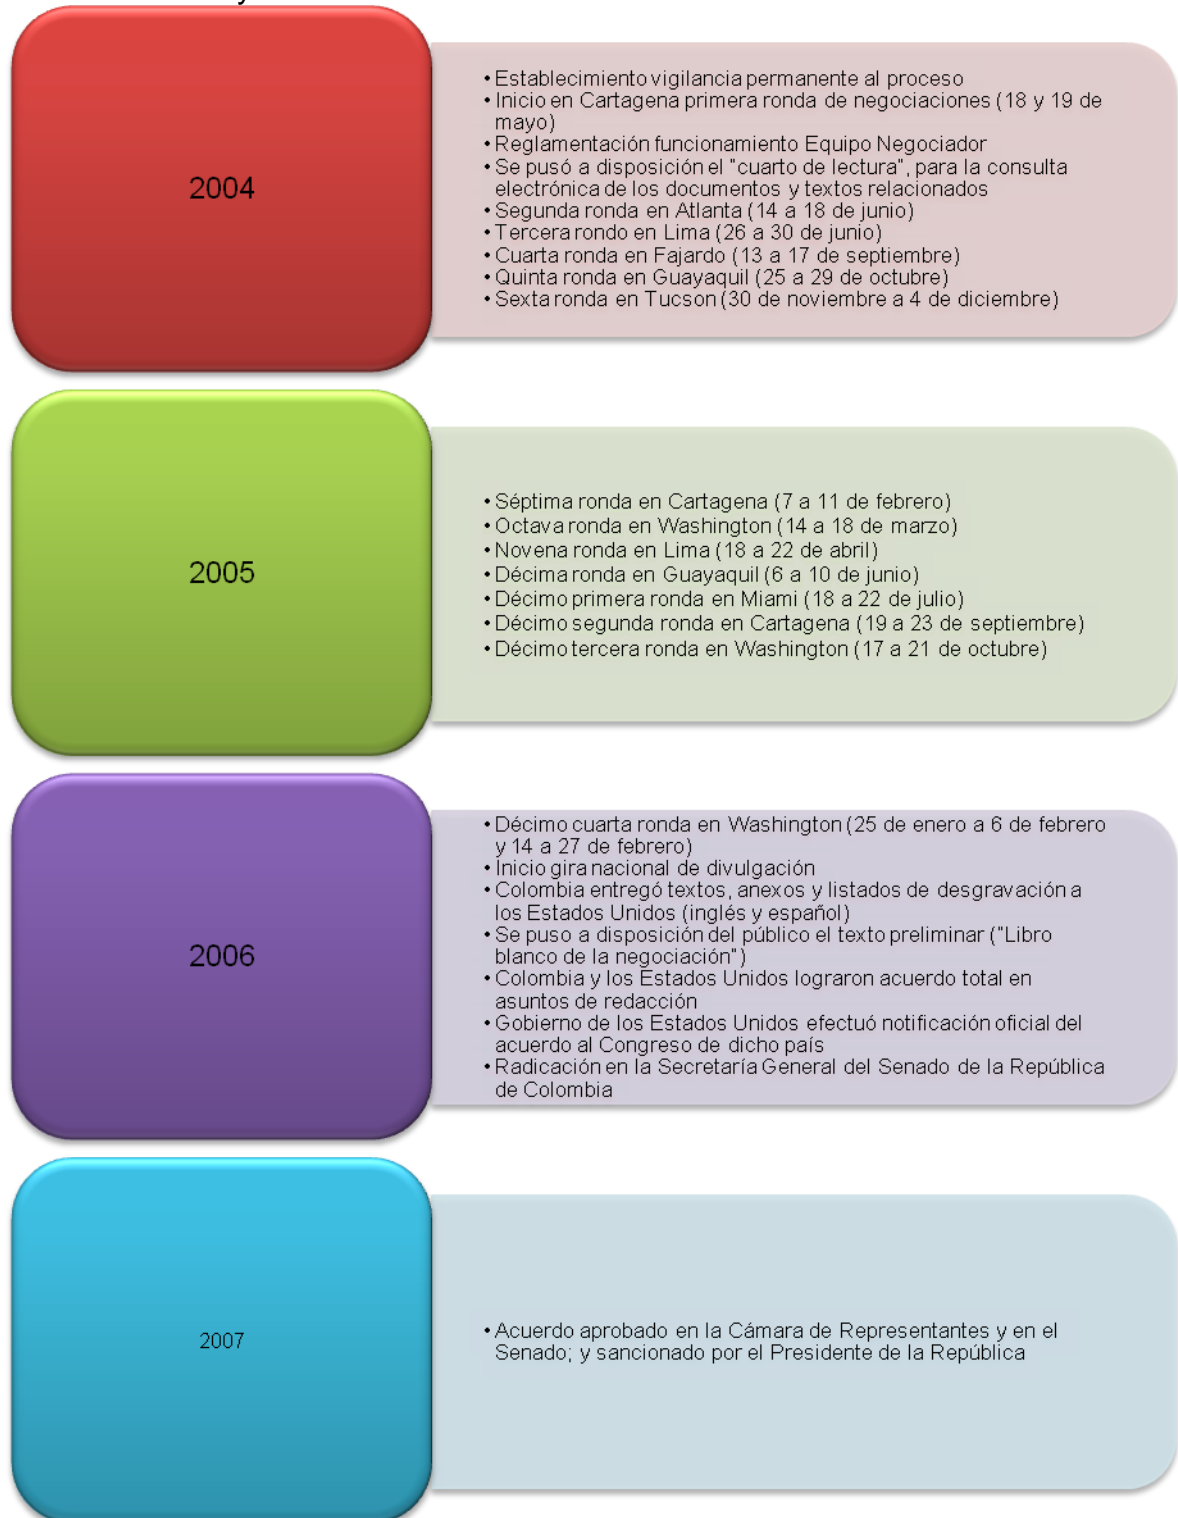 2004
• Establecimiento vigilancia permanente al proceso
• Inicio en Cartagena primera ronda de negociaciones (18 y 19 de
mayo)
• Reglamentación funcionamiento Equipo Negociador
• Se pusó a disposición el "cuarto de lectura", para la consulta
electrónica de los documentos y textos relacionados
• Segunda ronda en Atlanta (14 a 18 de junio)
• Tercera rondo en Lima (26 a 30 de junio)
• Cuarta ronda en Fajardo (13 a 17 de septiembre)
• Quinta ronda en Guayaquil (25 a 29 de octubre)
• Sexta ronda en Tucson (30 de noviembre a 4 de diciembre)
2005
• Séptima ronda en Cartagena (7 a 11 de febrero)
• Octava ronda en Washington (14 a 18 de marzo)
• Novena ronda en Lima (18 a 22 de abril)
• Décima ronda en Guayaquil (6 a 10 de junio)
• Décimo primera ronda en Miami (18 a 22 de julio)
• Décimo segunda ronda en Cartagena (19 a 23 de septiembre)
• Décimo tercera ronda en Washington (17 a 21 de octubre)
2006
• Décimo cuarta ronda en Washington (25 de enero a 6 de febrero
y 14 a 27 de febrero)
• Inicio gira nacional de divulgación
• Colombia entregó textos, anexos y listados de desgravación a
los Estados Unidos (inglés y español)
• Se puso a disposición del público el texto preliminar ("Libro
blanco de la negociación")
• Colombia y los Estados Unidos lograron acuerdo total en
asuntos de redacción
• Gobierno de los Estados Unidos efectuó notificación oficial del
acuerdo al Congreso de dicho país
• Radicación en la Secretaría General del Senado de la República
de Colombia
2007
• Acuerdo aprobado en la Cámara de Representantes y en el
Senado; y sancionado por el Presidente de la República